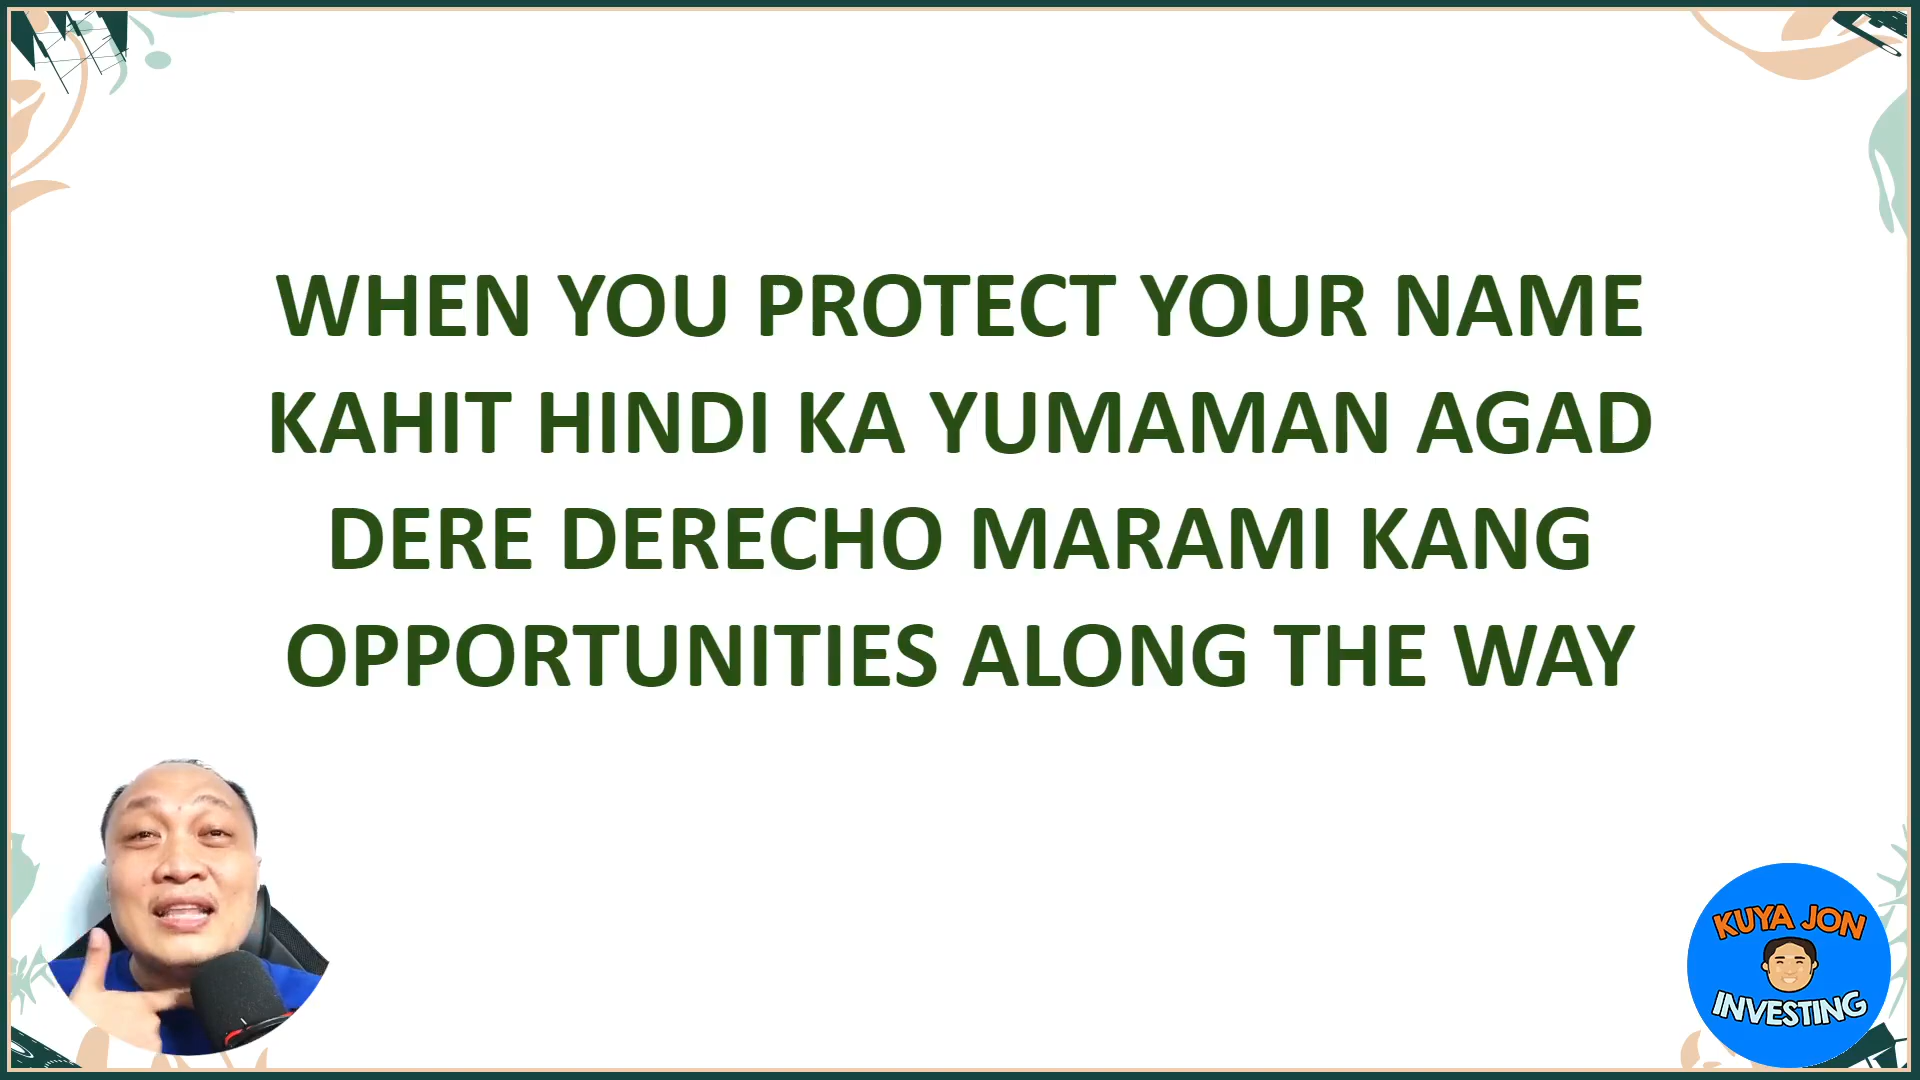 WHEN YOU PROTECT YOUR NAME
KAHIT HINDI KA YUMAMAN AGAD
DERE DERECHO MARAMI KANG
OPPORTUNITIES ALONG THE WAY
KUYA JON
INVESTING